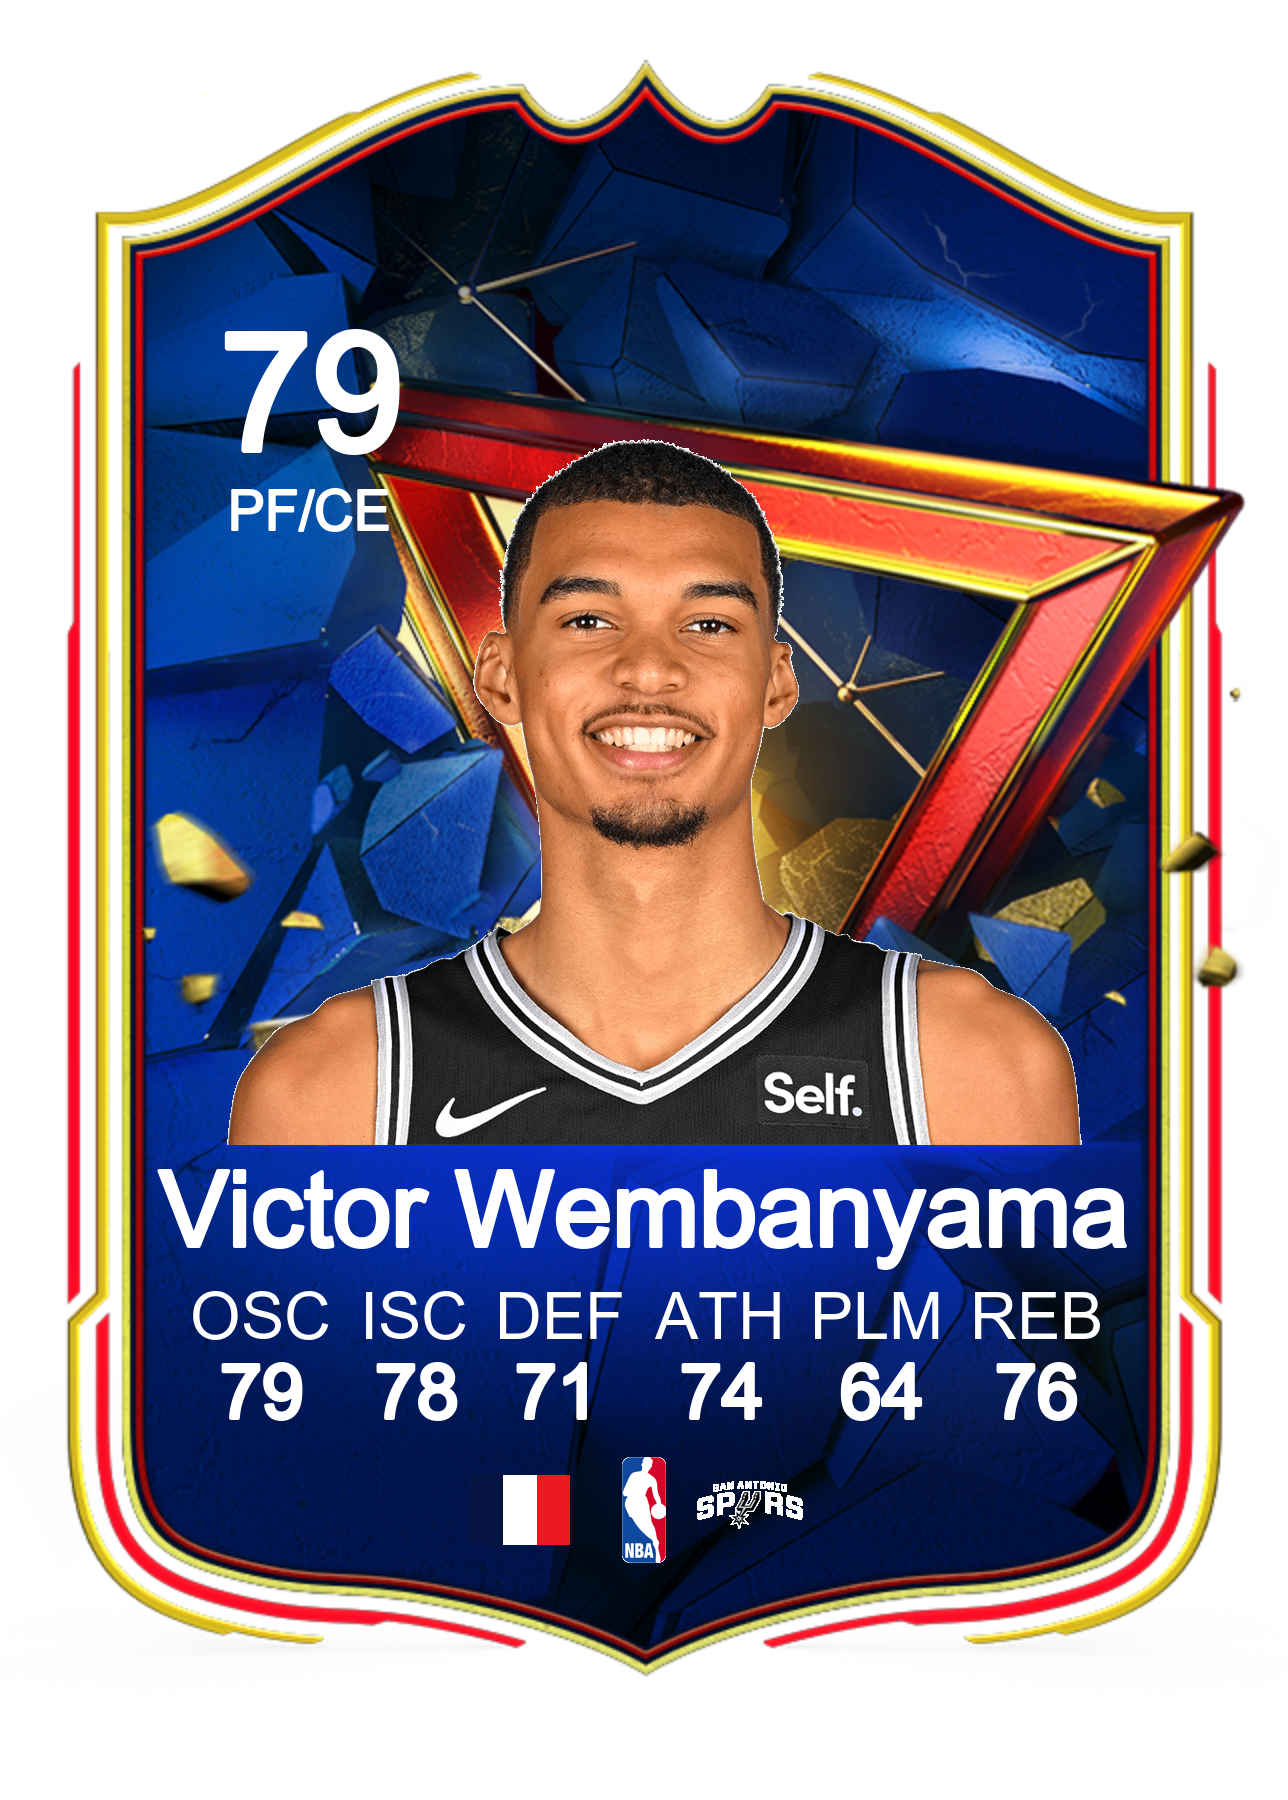 79
PF/CE
Self.
Victor Wembanyama
OSC ISC DEF ATH PLM REB
79 78 71 74 64 76
NBA
SAN ANTONIO
SPURS